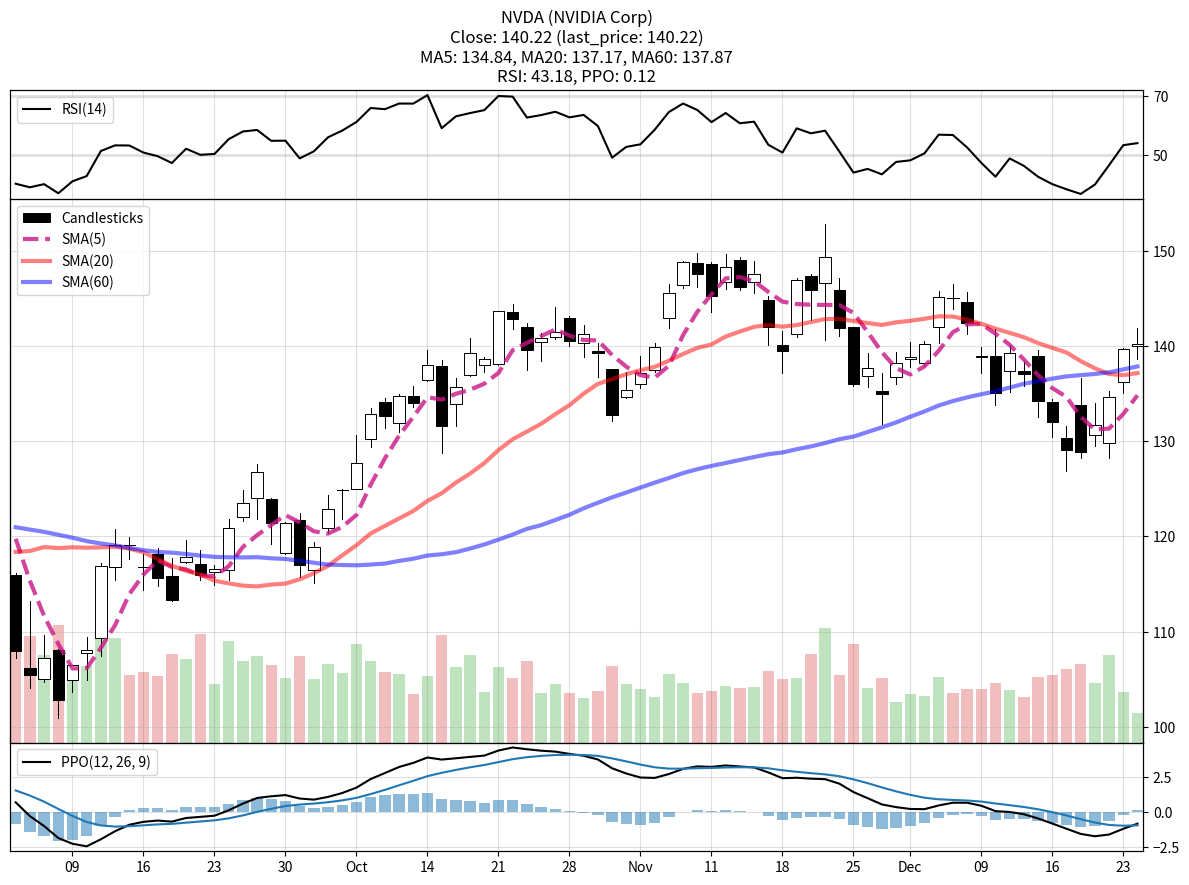 NVDA (NVIDIA Corp)
Close: 140.22 (last_price: 140.22)
MA5: 134.84, MA20: 137.17, MA60: 137.87
RSI: 43.18, PPO: 0.12
RSI(14)
70
50
Candlesticks
SMA(5)
SMA(20)
SMA(60)
150
140
130
120
110
100
PPO(12, 26, 9)
2.5
0.0
−2.5
09 16 23 30 Oct 14 21 28 Nov 11 18 25 Dec 09 16 23